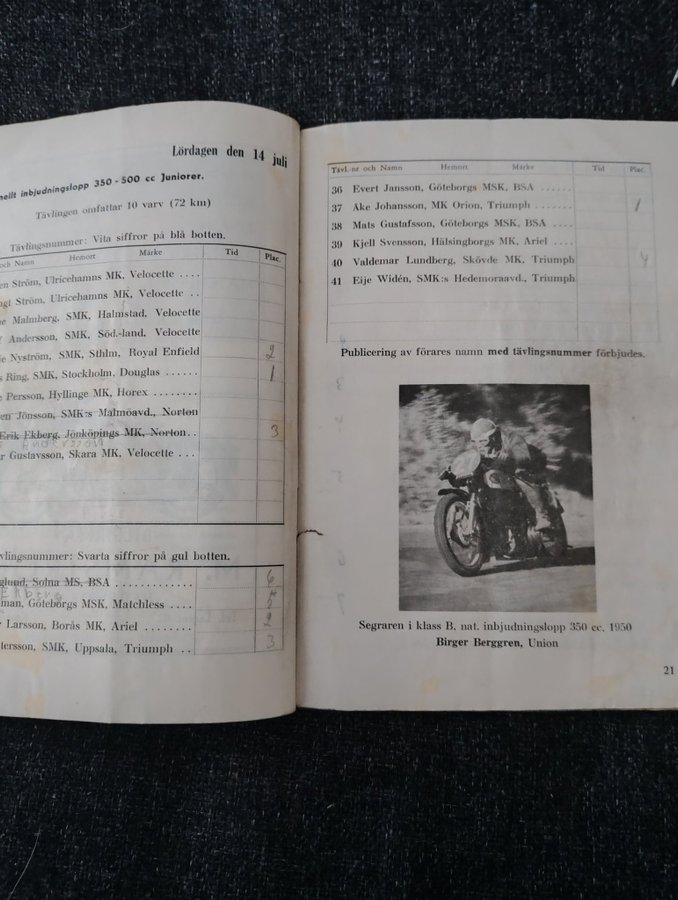 Lördagen den 14 juli
inbjudningslopp 350 - 500 cc Juniorer.
Tävlingen omfattar 10 varv (72 km)
Tävlingsnummer: Vita siffror på blå botten.
och Namn Hemort Märke Tid Plac.
Ström, Ulricehamns MK, Velocette ....
Ström, Ulricehamns MK, Velocette ..
Malmberg, SMK, Halmstad, Velocette
Andersson, SMK, Söd.-land, Velocette
Nyström, SMK, Sthlm, Royal Enfield 2
Ring, SMK, Stockholm, Douglas ...... 1
Persson, Hyllinge MK, Horex ........
Jönsson, SMK:s Malmöavd., Norton
Erik Ekberg, Jönköpings MK, Norton.. 3
Andersson
Gustavsson, Skara MK, Velocette ...
Tävlingsnummer: Svarta siffror på gul botten.
Solna MS, BSA ............. 6
Ekberg
man, Göteborgs MSK, Matchless ....
Larsson, Borås MK, Ariel ........ 2
SMK, Uppsala, Triumph .. 3
Tävl.-nr och Namn Hemort Märke Tid Plac.
36 Evert Jansson, Göteborgs MSK, BSA ......
37 Åke Johansson, MK Orion, Triumph ....... 1
38 Mats Gustafsson, Göteborgs MSK, BSA .....
39 Kjell Svensson, Hälsingborgs MK, Ariel ....
40 Valdemar Lundberg, Skövde MK, Triumph 4
41 Eije Widén, SMK:s Hedemoraavd., Triumph
Publicering av förares namn med tävlingsnummer förbjudes.
Segraren i klass B, nat. inbjudningslopp 350 cc, 1950
Birger Berggren, Union
21